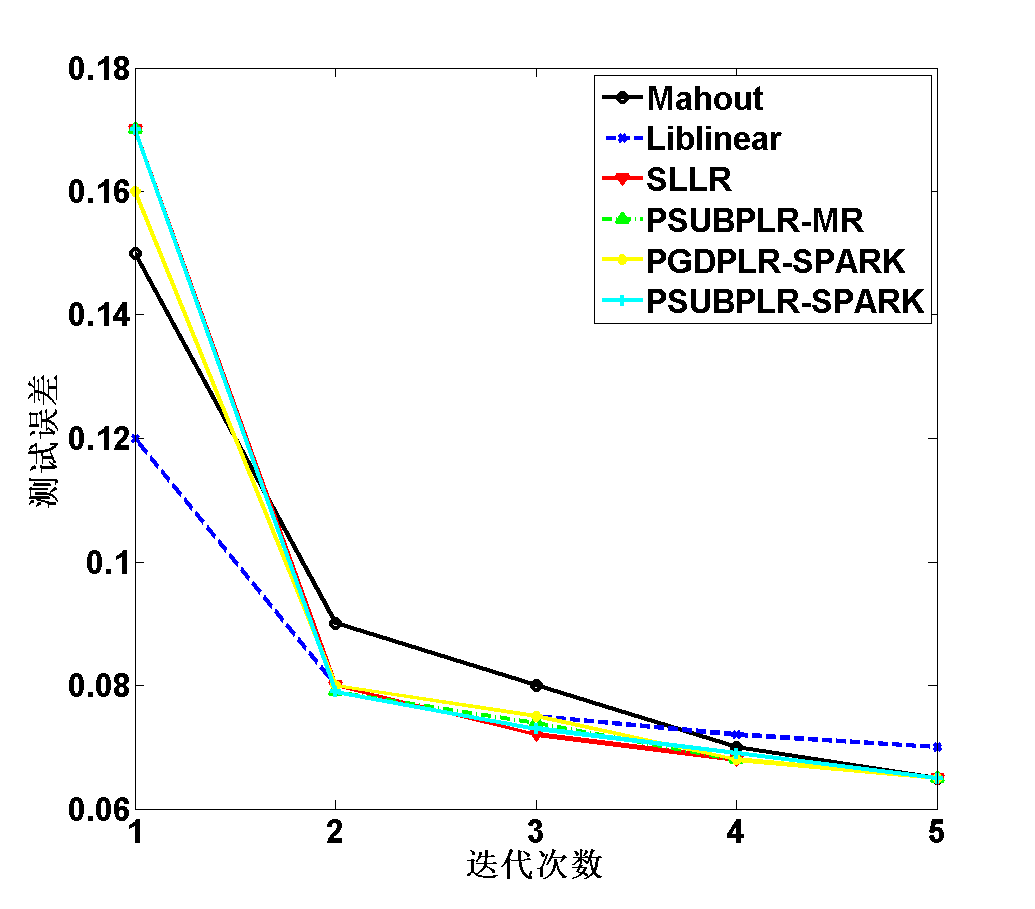 0.18
0.16
0.14
0.12
0.1
0.08
0.06
1
2
3
4
5
测试误差
迭代次数
Mahout
Liblinear
SLLR
PSUBPLR-MR
PGDPLR-SPARK
PSUBPLR-SPARK